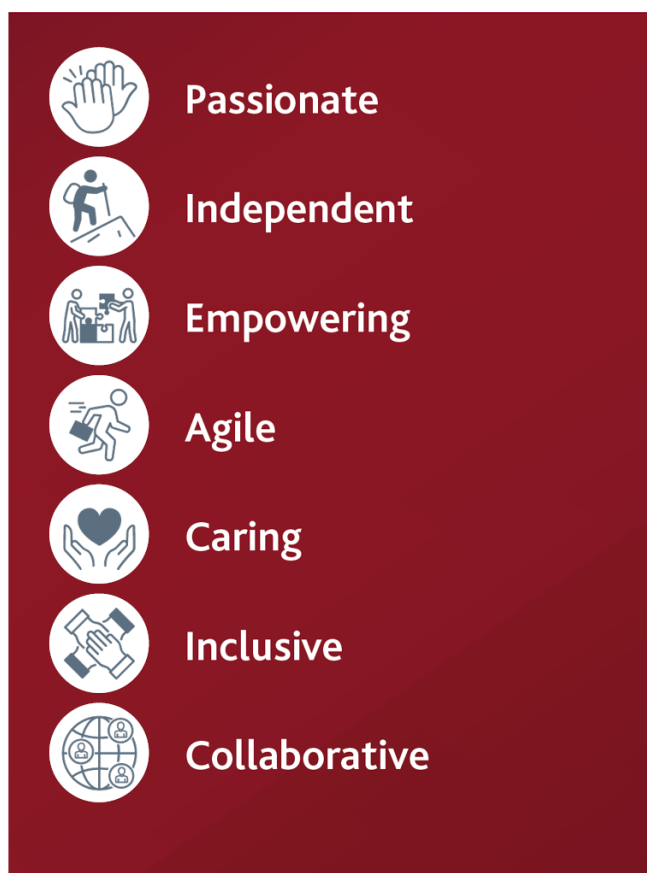 Passionate
Independent
Empowering
Agile
Caring
Inclusive
Collaborative